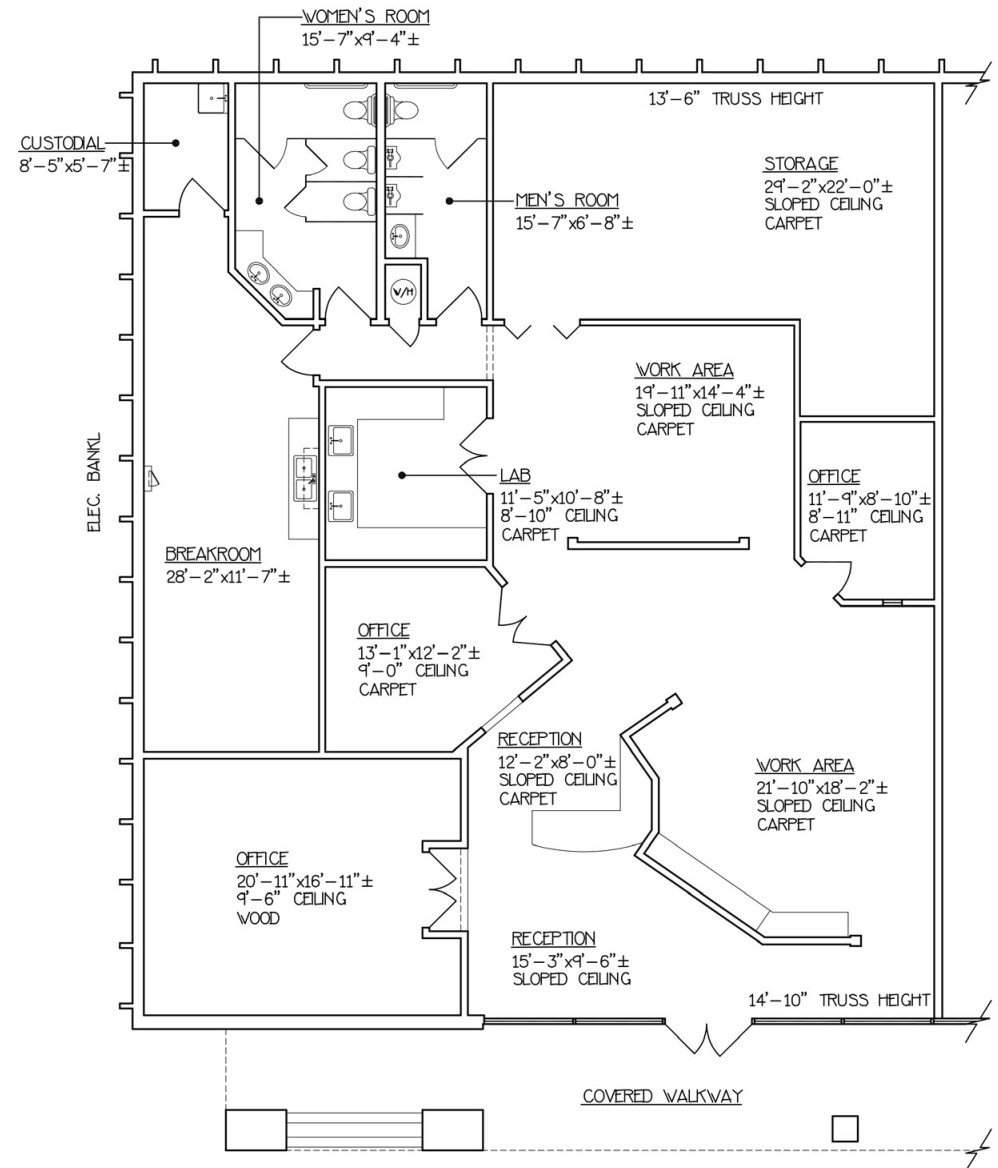 WOMEN'S ROOM
15'-7"x9'-4"±
13'-6" TRUSS HEIGHT
CUSTODIAL
8'-5"x5'-7"±
STORAGE
29'-2"x22'-0"±
SLOPED CEILING
CARPET
MEN'S ROOM
15'-7"x6'-8"±
W/H
WORK AREA
19'-11"x14'-4"±
SLOPED CEILING
CARPET
ELEC. BANKL
LAB
11'-5"x10'-8"±
8'-10" CEILING
CARPET
OFFICE
11'-9"x8'-10"±
8'-11" CEILING
CARPET
BREAKROOM
28'-2"x11'-7"±
OFFICE
13'-1"x12'-2"±
9'-0" CEILING
CARPET
RECEPTION
12'-2"x8'-0"±
SLOPED CEILING
CARPET
WORK AREA
21'-10"x18'-2"±
SLOPED CEILING
CARPET
OFFICE
20'-11"x16'-11"±
9'-6" CEILING
WOOD
RECEPTION
15'-3"x9'-6"±
SLOPED CEILING
14'-10" TRUSS HEIGHT
COVERED WALKWAY